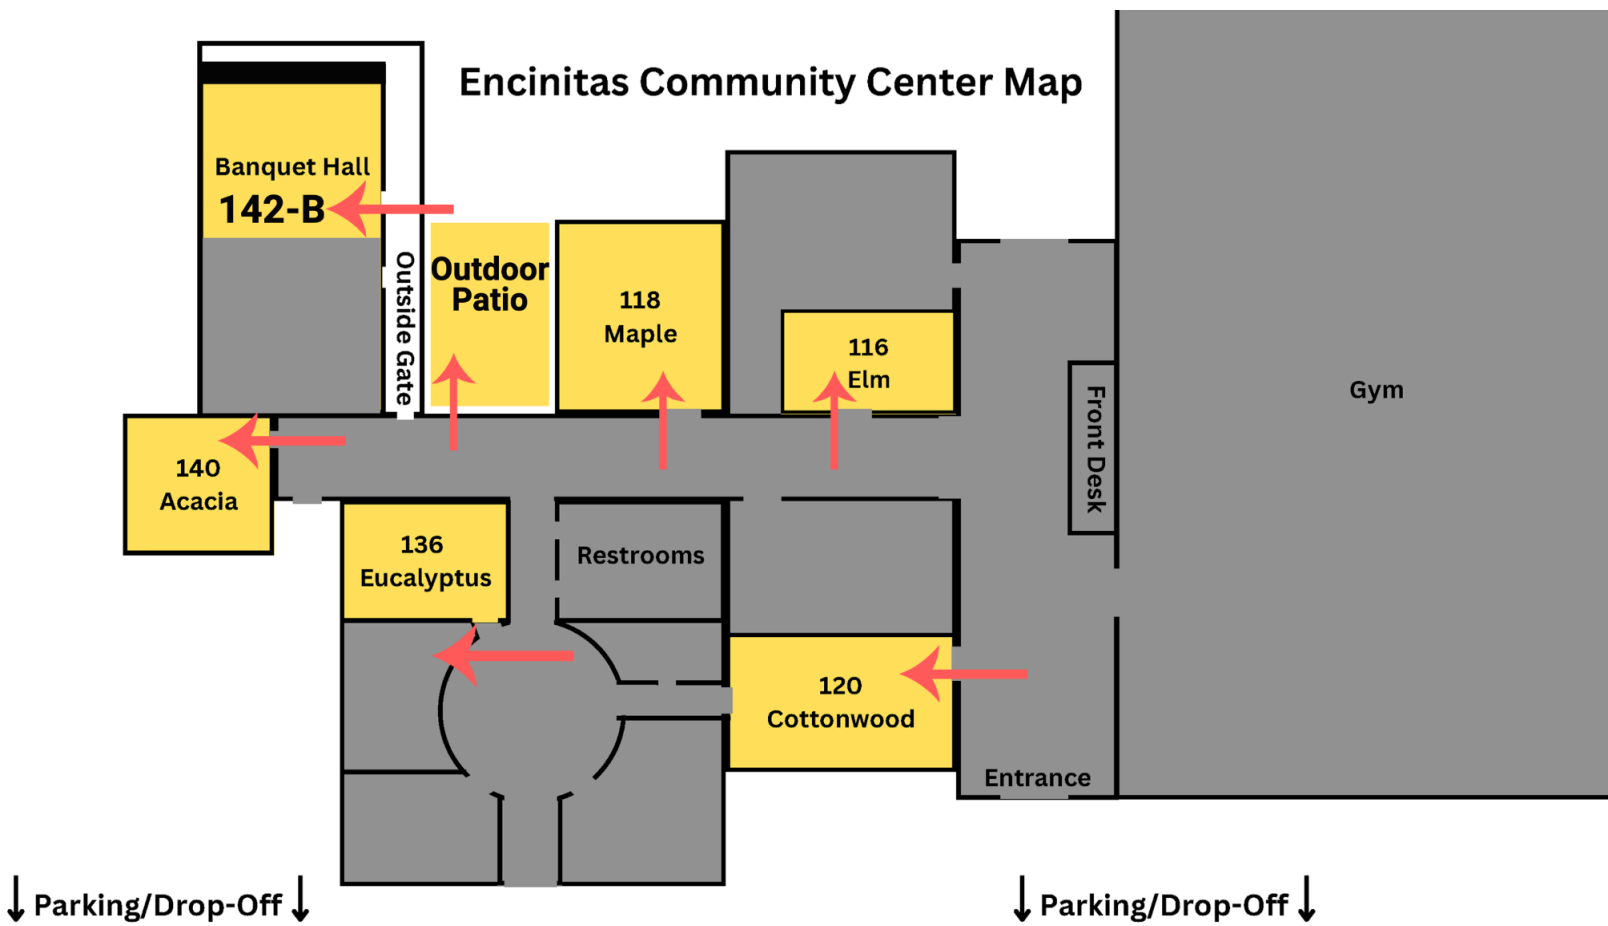 Encinitas Community Center Map
Banquet Hall
142-B
Outside Gate
Outdoor
Patio
118
Maple
116
Elm
Front Desk
Gym
140
Acacia
136
Eucalyptus
Restrooms
120
Cottonwood
Entrance
↓ Parking/Drop-Off ↓
↓ Parking/Drop-Off ↓